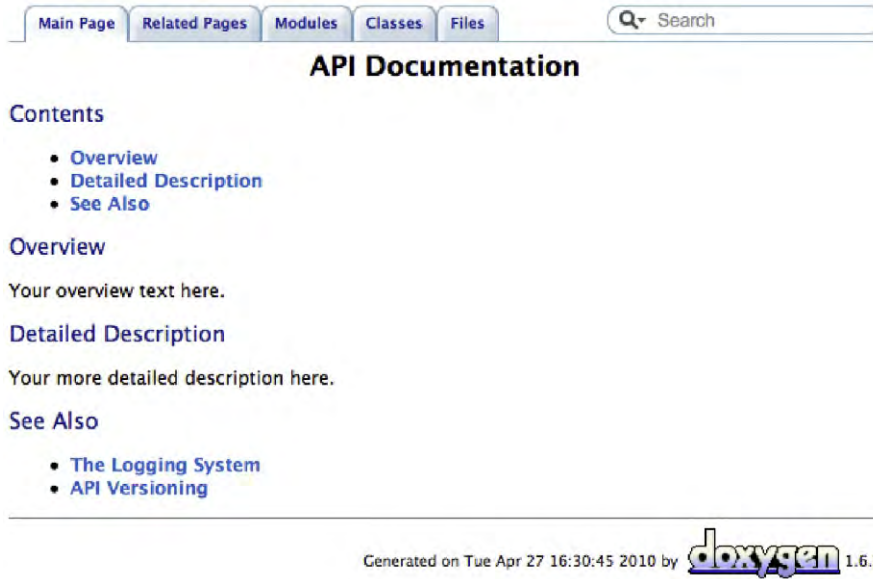 Main Page Related Pages Modules Classes Files Search
API Documentation
Contents
Overview
Detailed Description
See Also
Overview
Your overview text here.
Detailed Description
Your more detailed description here.
See Also
The Logging System
API Versioning
Generated on Tue Apr 27 16:30:45 2010 by doxygen 1.6.